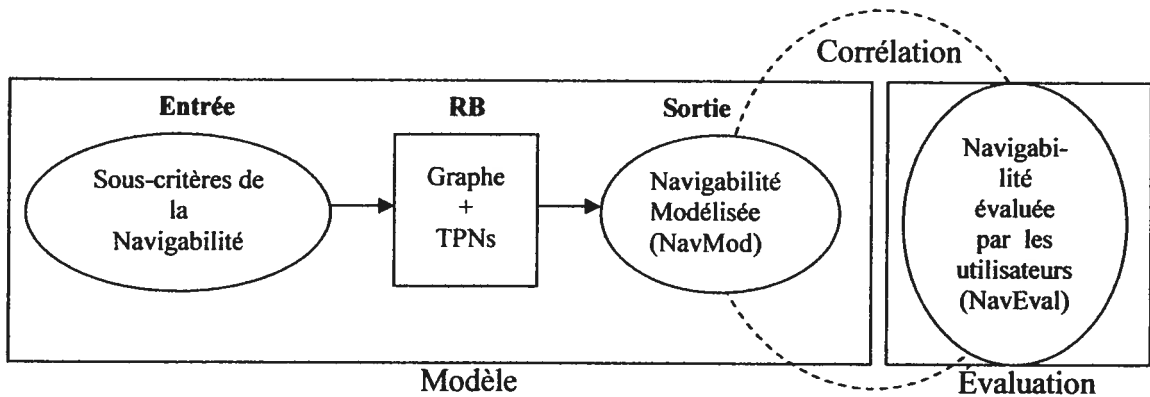 Corrélation
Entrée
RB
Sortie
Sous-critères de
la
Navigabilité
Graphe
+
TPNs
Navigabilité
Modélisée
(NavMod)
Navigabi-
lité
évaluée
par les
utilisateurs
(NavEval)
Modèle
Évaluation